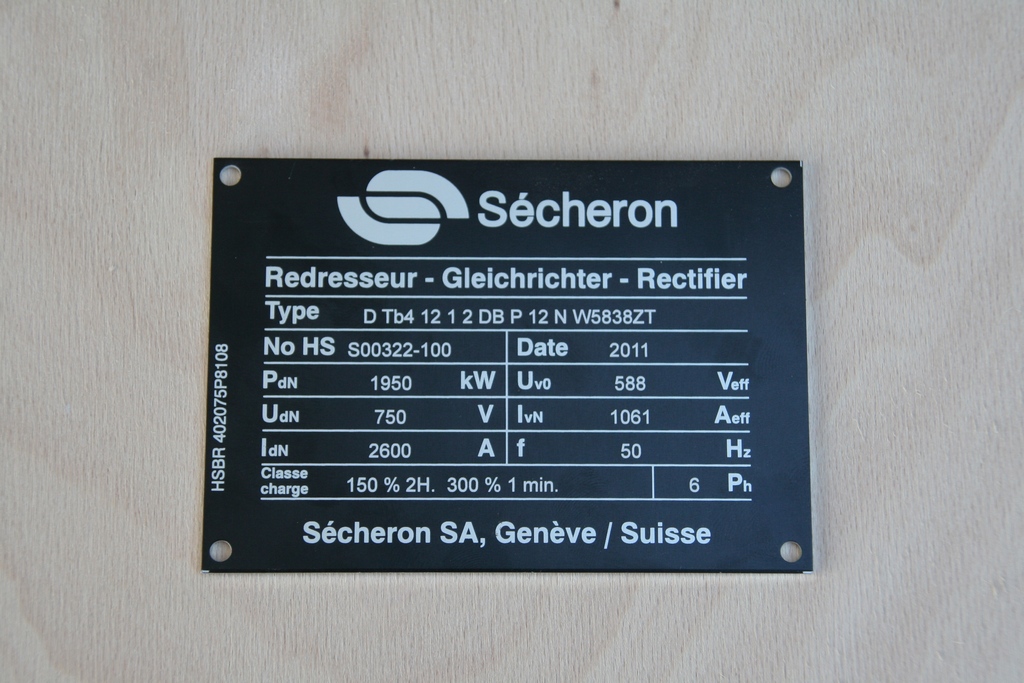 Sécheron
Redresseur - Gleichrichter - Rectifier
Type D Tb4 12 1 2 DB P 12 N W5838ZT
No HS S00322-100 Date 2011
PdN 1950 kW Uv0 588 Veff
UdN 750 V IvN 1061 Aeff
IdN 2600 A f 50 Hz
Classe charge 150 % 2H. 300 % 1 min. 6 Ph
Sécheron SA, Genève / Suisse
HSBR 402075P8108